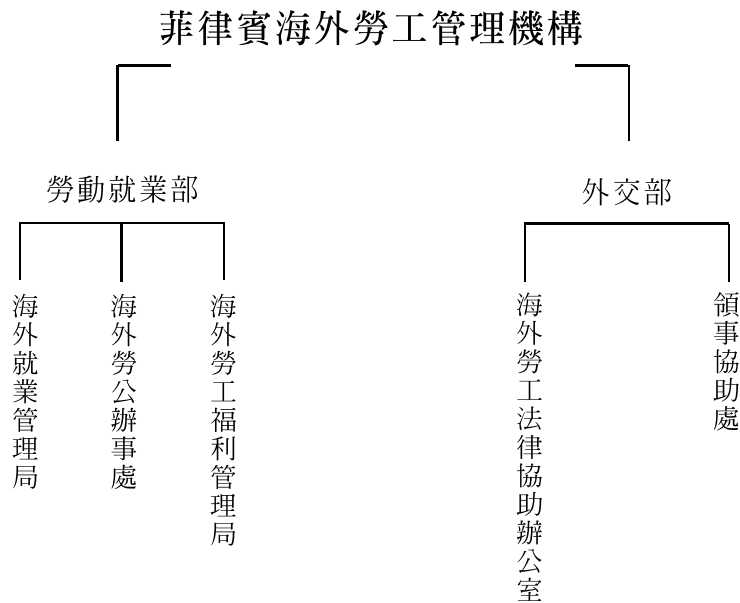 菲律賓海外勞工管理機構
勞動就業部
外交部
海外就業管理局
海外勞公辦事處
海外勞工福利管理局
海外勞工法律協助辦公室
領事協助處